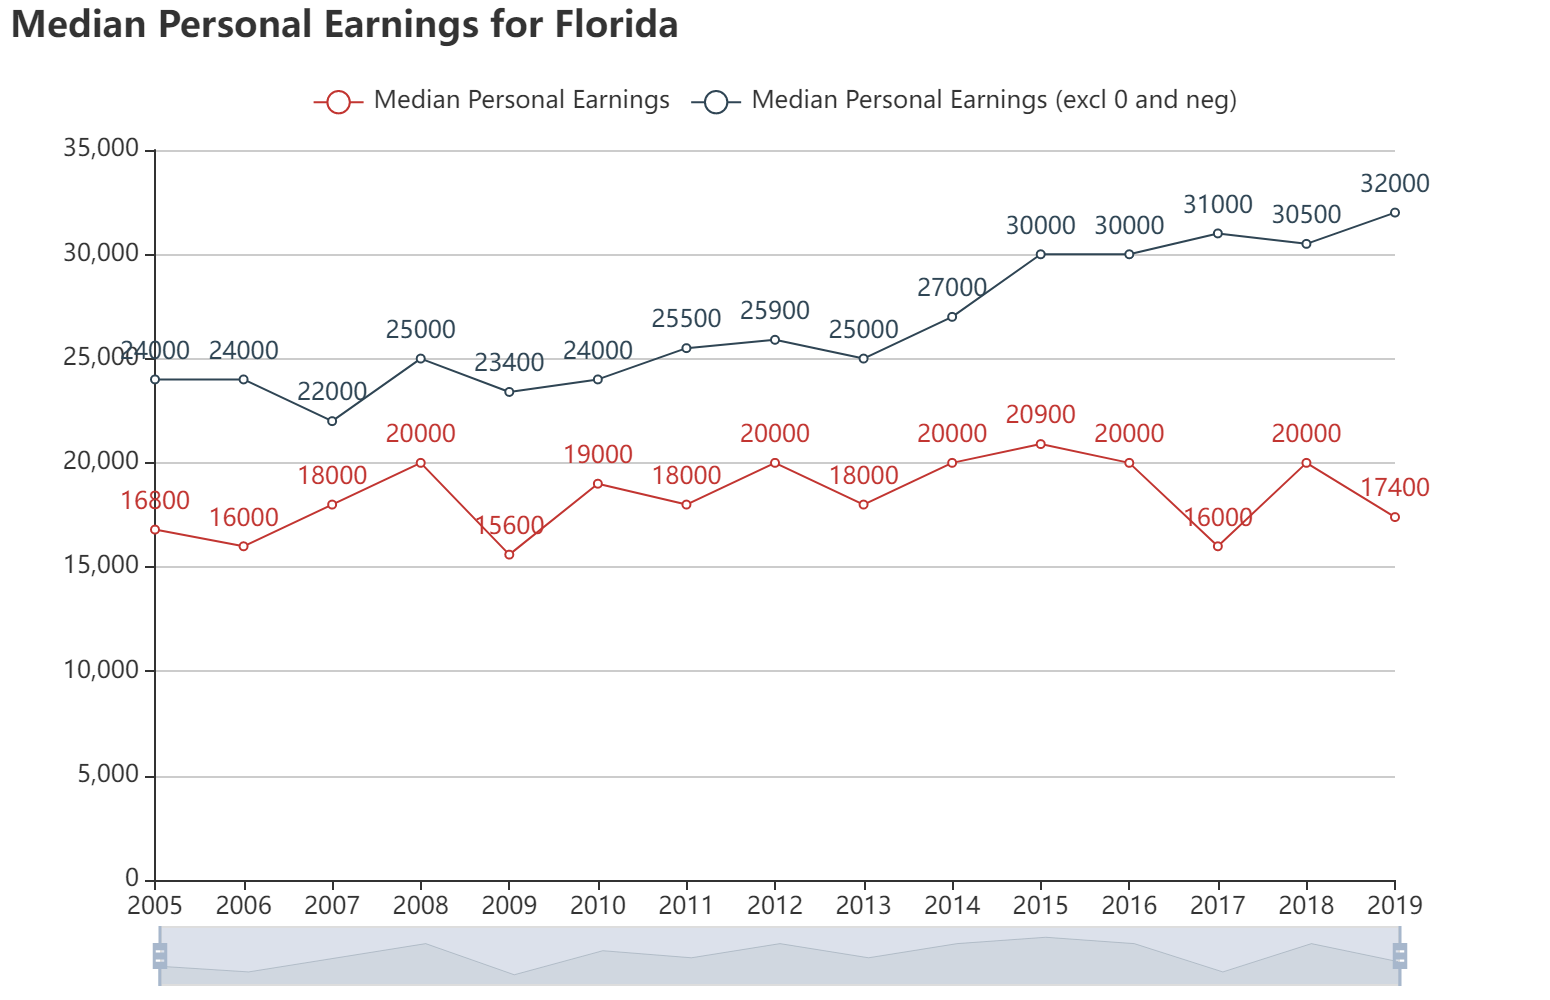 Median Personal Earnings for Florida
Median Personal Earnings Median Personal Earnings (excl 0 and neg)
35,000
30,000
25,000
20,000
15,000
10,000
5,000
0
24000 24000 22000 25000 23400 24000 25500 25900 25000 27000 30000 30000 31000 30500 32000
16800 16000 18000 20000 15600 19000 18000 20000 18000 20000 20900 20000 16000 20000 17400
2005 2006 2007 2008 2009 2010 2011 2012 2013 2014 2015 2016 2017 2018 2019